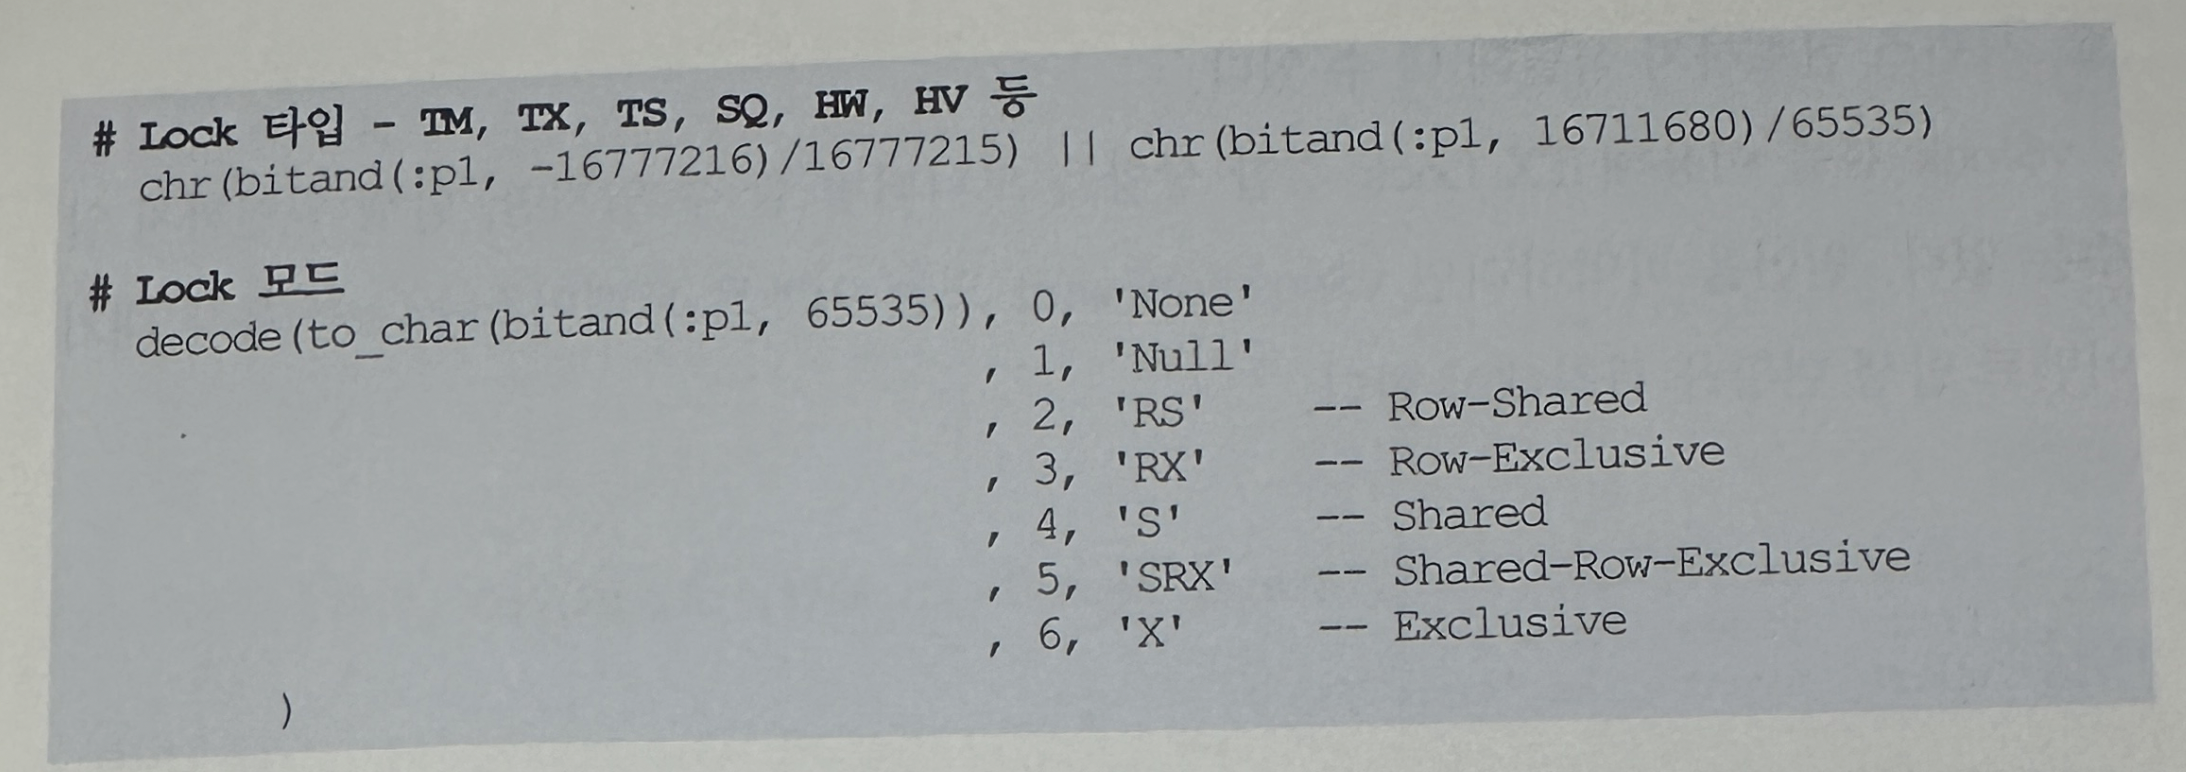 # Lock 타입 - TM, TX, TS, SQ, HW, HV 등
chr(bitand(:p1, -16777216)/16777215) || chr(bitand(:p1, 16711680)/65535)
# Lock 모드
decode(to_char(bitand(:p1, 65535)), 0, 'None'
, 1, 'Null'
, 2, 'RS' -- Row-Shared
, 3, 'RX' -- Row-Exclusive
, 4, 'S' -- Shared
, 5, 'SRX' -- Shared-Row-Exclusive
, 6, 'X' -- Exclusive
)